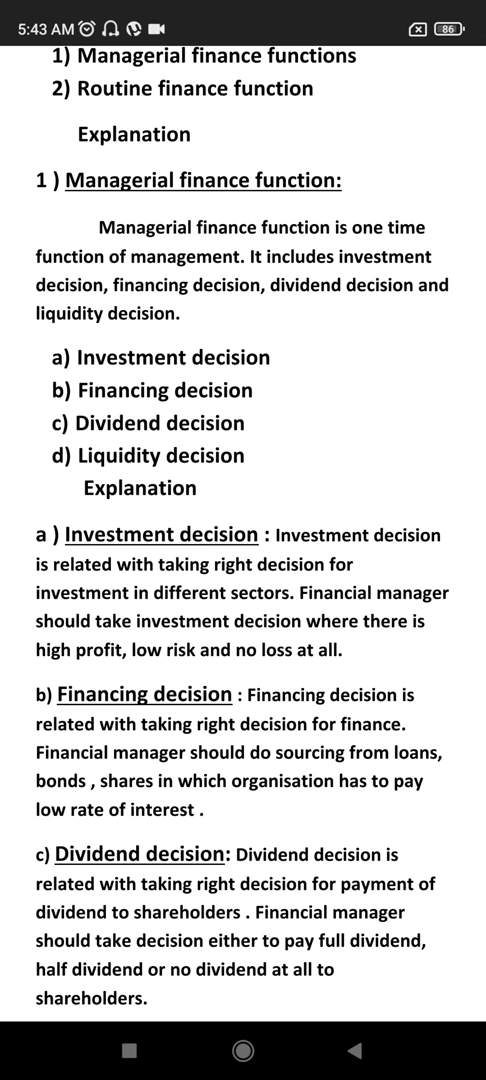 5:43 AM
86
1) Managerial finance functions
2) Routine finance function
Explanation
1 ) Managerial finance function:
Managerial finance function is one time
function of management. It includes investment
decision, financing decision, dividend decision and
liquidity decision.
a) Investment decision
b) Financing decision
c) Dividend decision
d) Liquidity decision
Explanation
a ) Investment decision : Investment decision
is related with taking right decision for
investment in different sectors. Financial manager
should take investment decision where there is
high profit, low risk and no loss at all.
b) Financing decision : Financing decision is
related with taking right decision for finance.
Financial manager should do sourcing from loans,
bonds , shares in which organisation has to pay
low rate of interest .
c) Dividend decision: Dividend decision is
related with taking right decision for payment of
dividend to shareholders . Financial manager
should take decision either to pay full dividend,
half dividend or no dividend at all to
shareholders.